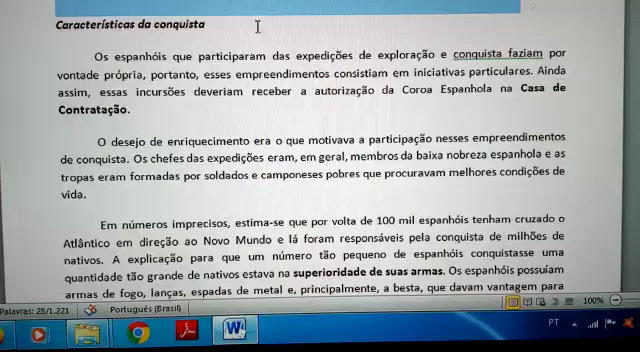 Características da conquista
Os espanhóis que participaram das expedições de exploração e conquista faziam por
vontade própria, portanto, esses empreendimentos consistiam em iniciativas particulares. Ainda
assim, essas incursões deveriam receber a autorização da Coroa Espanhola na Casa de
Contratação.
O desejo de enriquecimento era o que motivava a participação nesses empreendimentos
de conquista. Os chefes das expedições eram, em geral, membros da baixa nobreza espanhola e as
tropas eram formadas por soldados e camponeses pobres que procuravam melhores condições de
vida.
Em números imprecisos, estima-se que por volta de 100 mil espanhóis tenham cruzado o
Atlântico em direção ao Novo Mundo e lá foram responsáveis pela conquista de milhões de
nativos. A explicação para que um número tão pequeno de espanhóis conquistasse uma
quantidade tão grande de nativos estava na superioridade de suas armas. Os espanhóis possuíam
armas de fogo, lanças, espadas de metal e, principalmente, a besta, que davam vantagem para
Palavras: 28/1.221 Português (Brasil) 100%
PT